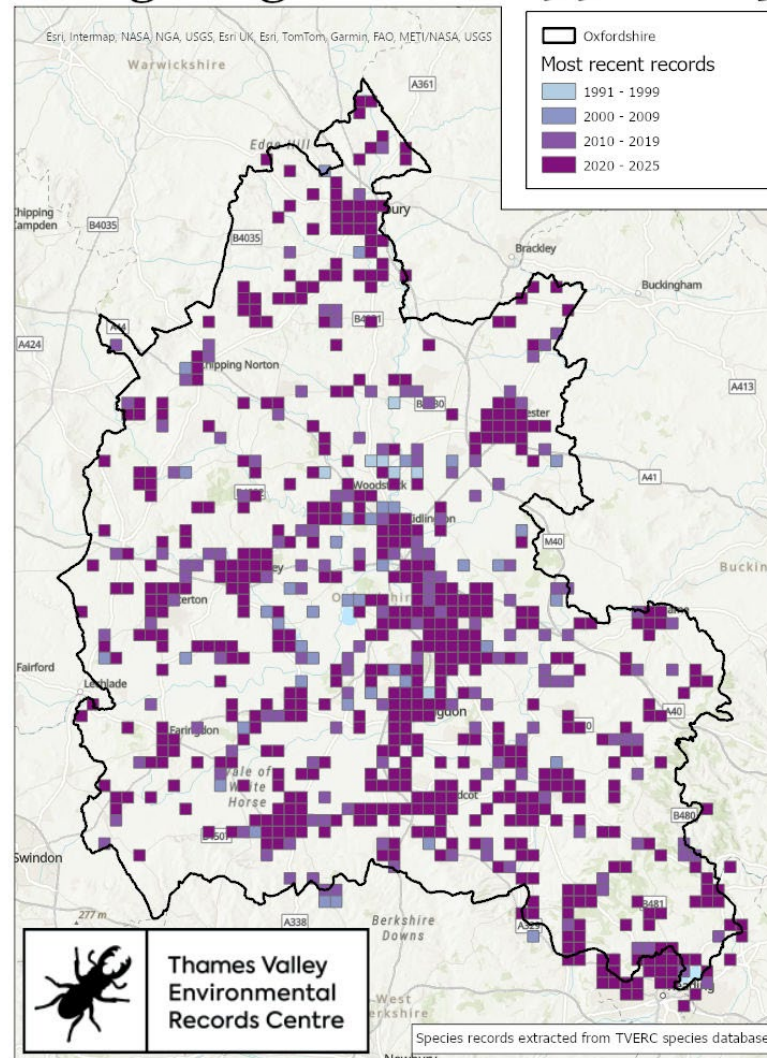 Esri, Intermap, NASA, NGA, USGS, Esri UK, Esri, TomTom, Garmin, FAO, METI/NASA, USGS
Oxfordshire
Most recent records
1991 - 1999
2000 - 2009
2010 - 2019
2020 - 2025
Warwickshire
A361
Edge Hill
Chipping
Campden
B4035
B4035
Brackley
Buckingham
A44
A424
Chipping Norton
A413
A41
Woodstock
M40
Fairford
Lechlade
A40
Faringdon
Vale of
White
Horse
B480
Swindon
B481
277 m
A338
Berkshire
Downs
A329
Reading
West
Berkshire
Thames Valley
Environmental
Records Centre
Species records extracted from TVERC species database